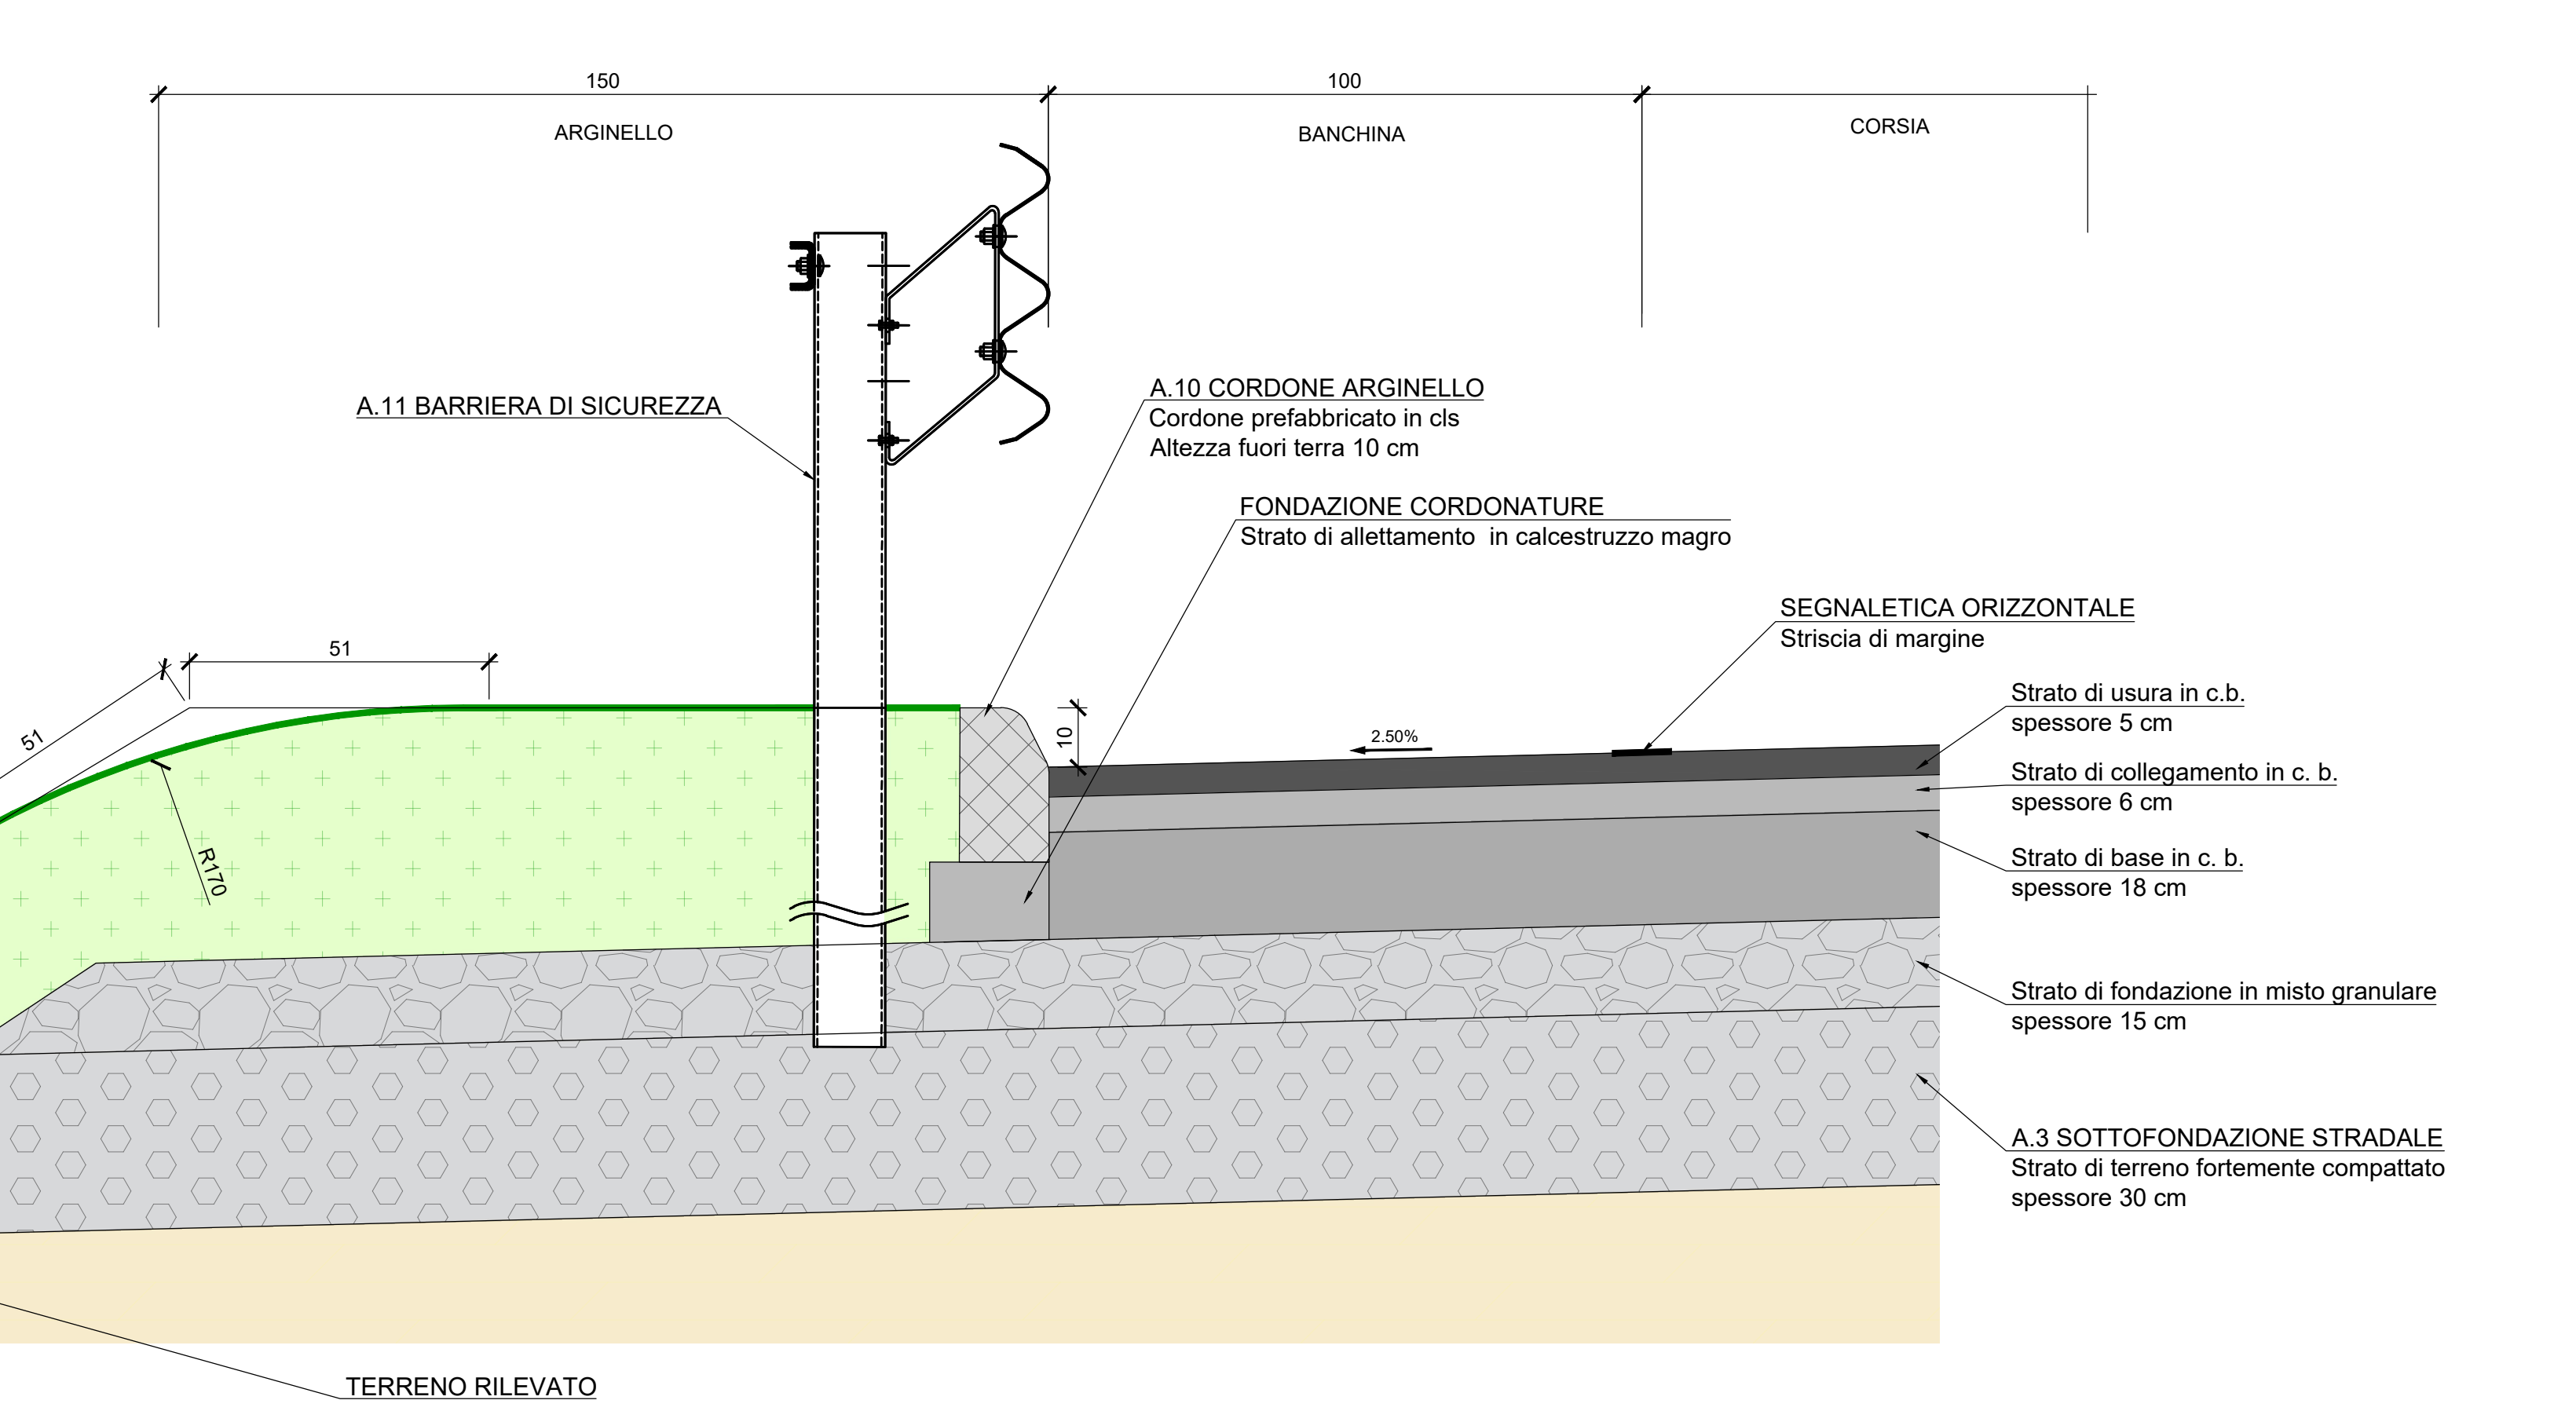 150
100
ARGINELLO
BANCHINA
CORSIA
A.11 BARRIERA DI SICUREZZA
A.10 CORDONE ARGINELLO
Cordone prefabbricato in cls
Altezza fuori terra 10 cm
FONDAZIONE CORDONATURE
Strato di allettamento in calcestruzzo magro
SEGNALETICA ORIZZONTALE
Striscia di margine
51
51
10
2.50%
R170
Strato di usura in c.b.
spessore 5 cm
Strato di collegamento in c. b.
spessore 6 cm
Strato di base in c. b.
spessore 18 cm
Strato di fondazione in misto granulare
spessore 15 cm
A.3 SOTTOFONDAZIONE STRADALE
Strato di terreno fortemente compattato
spessore 30 cm
TERRENO RILEVATO